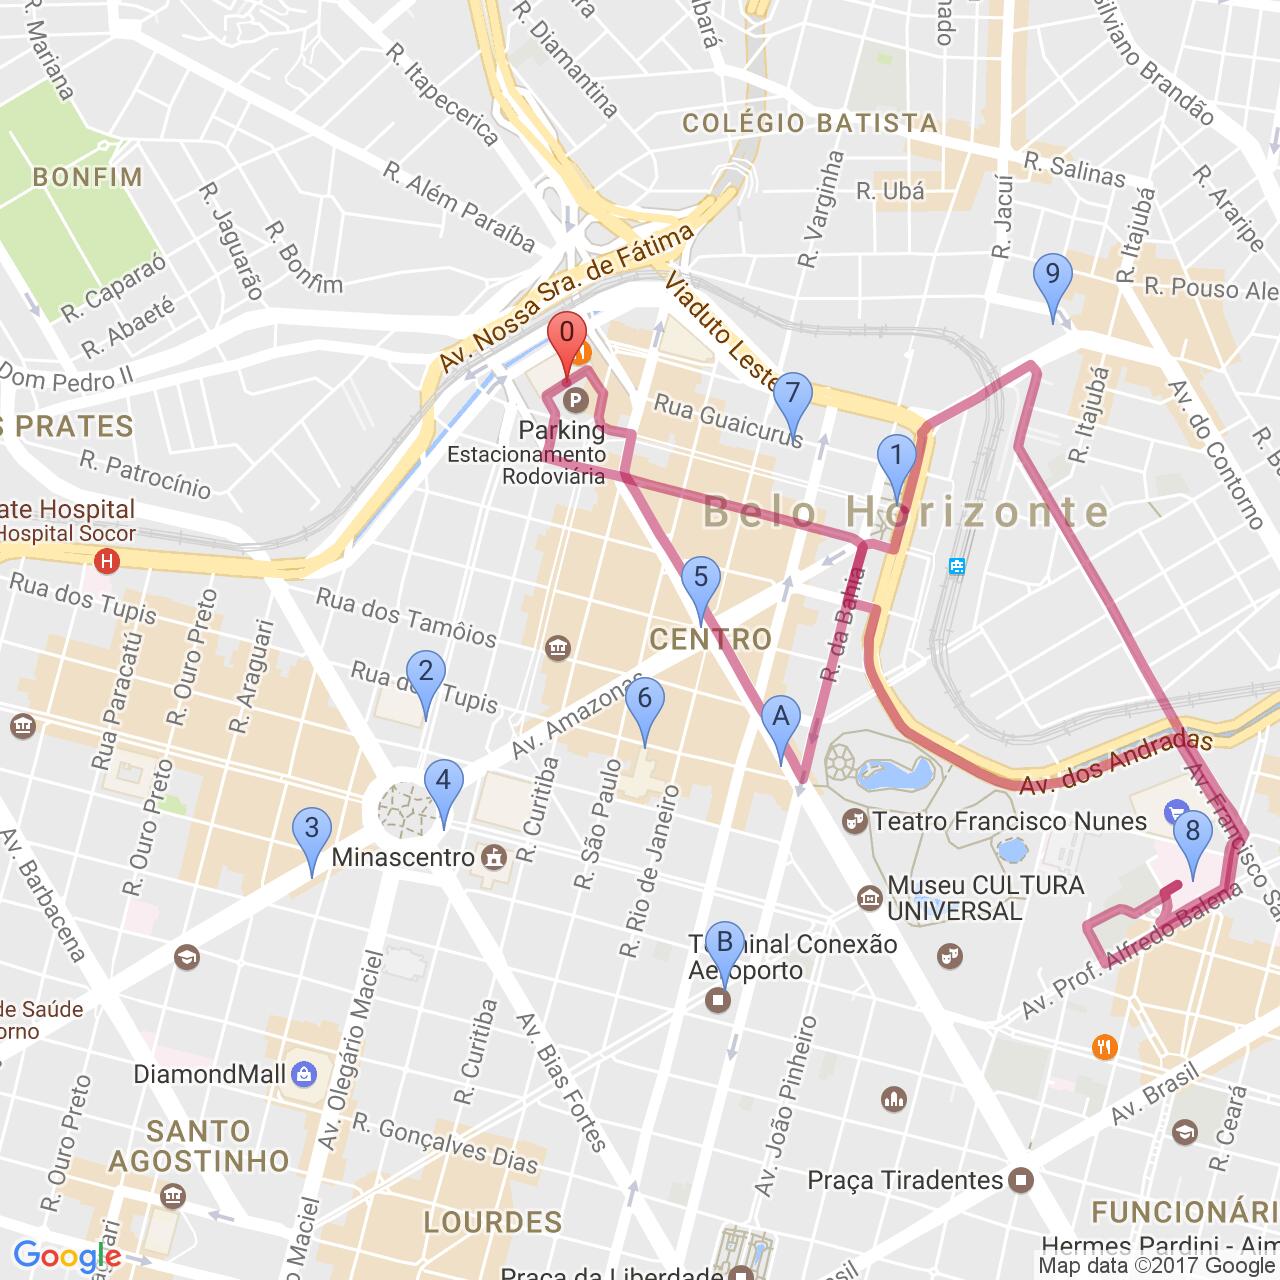 R. Mariana
R. Diamantina
R. Itapecerica
COLÉGIO BATISTA
Silviano Brandão
BONFIM
R. Além Paraíba
R. Varginha
R. Ubá
R. Salinas
R. Jacuí
R. Itajubá
R. Araripe
R. Jaguarão
R. Bonfim
R. Caparaó
R. Abaeté
Av. Nossa Sra. de Fátima
Viaduto Leste
9
R. Pouso Ale
0
Dom Pedro II
Rua Guaicurus
7
R. Itajubá
Av. do Contorno
S PRATES
Parking
Estacionamento
Rodoviária
P
R. Patrocínio
1
ate Hospital
Hospital Socor
H
Belo Horizonte
Rua dos Tupis
R. Ouro Preto
Rua dos Tamôios
5
R. da Bahia
CENTRO
Rua Paracatú
R. Araguari
2
Rua dos Tupis
6
Av. Amazonas
A
Av. dos Andradas
Av. Francisco Sa
4
3
R. Ouro Preto
R. Curitiba
R. São Paulo
R. Rio de Janeiro
Teatro Francisco Nunes
8
Av. Barbacena
Minascentro
Museu CULTURA
UNIVERSAL
Av. Prof. Alfredo Balena
B
Terminal Conexão
Aeroporto
de Saúde
orno
Av. Olegário Maciel
R. Curitiba
Av. Bias Fortes
Av. João Pinheiro
DiamondMall
R. Ouro Preto
Av. Brasil
R. Ceará
SANTO
AGOSTINHO
R. Gonçalves Dias
Praça Tiradentes
LOURDES
FUNCIONÁRI
Maciel
Hermes Pardini - Aim
Google
Praça da Liberdade
Map data ©2017 Google